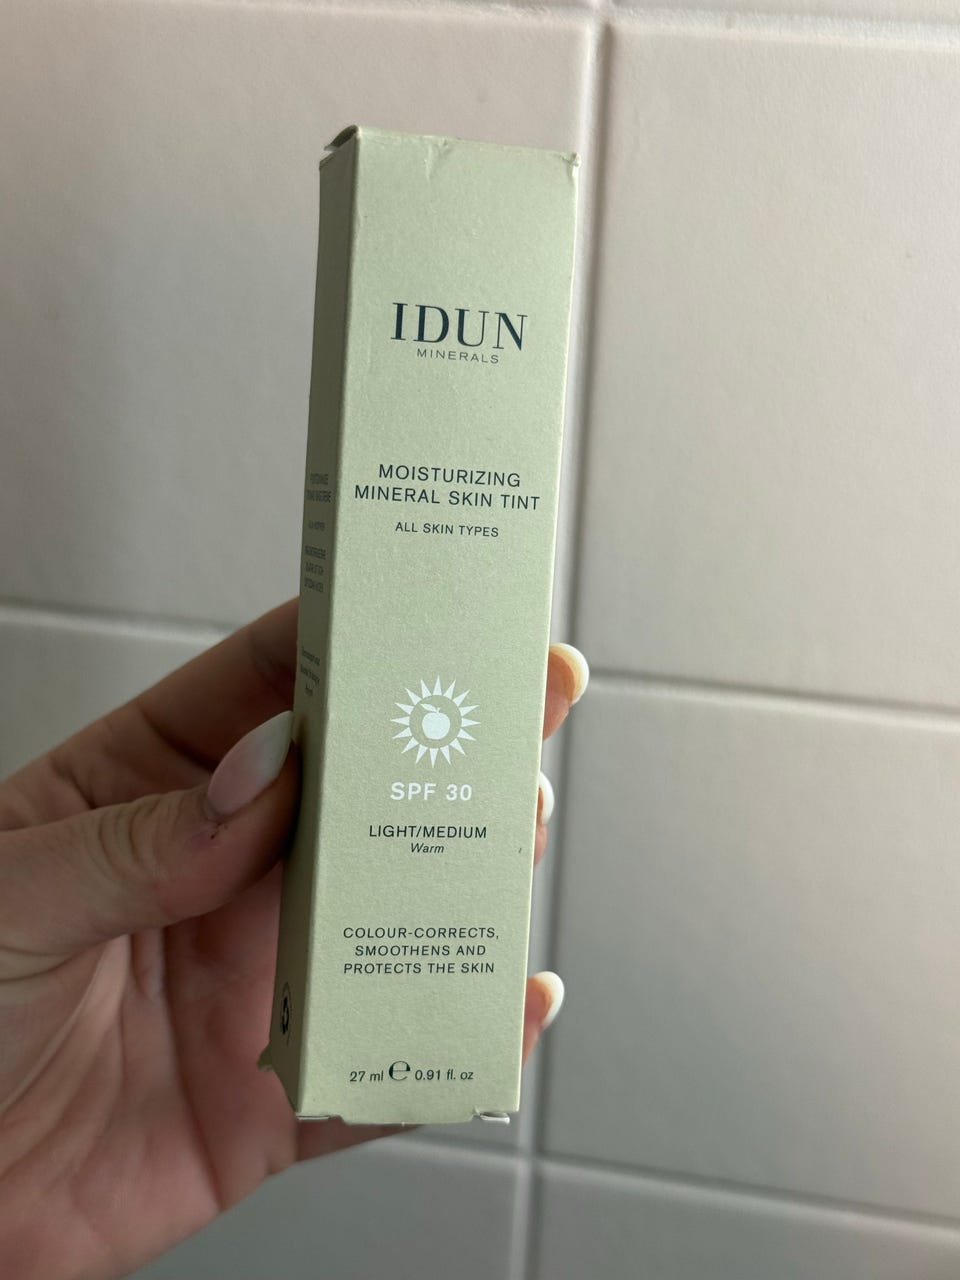 IDUN
MINERALS
MOISTURIZING
MINERAL SKIN TINT
ALL SKIN TYPES
SPF 30
LIGHT/MEDIUM
Warm
COLOUR-CORRECTS,
SMOOTHENS AND
PROTECTS THE SKIN
27 ml ℮ 0.91 fl. oz